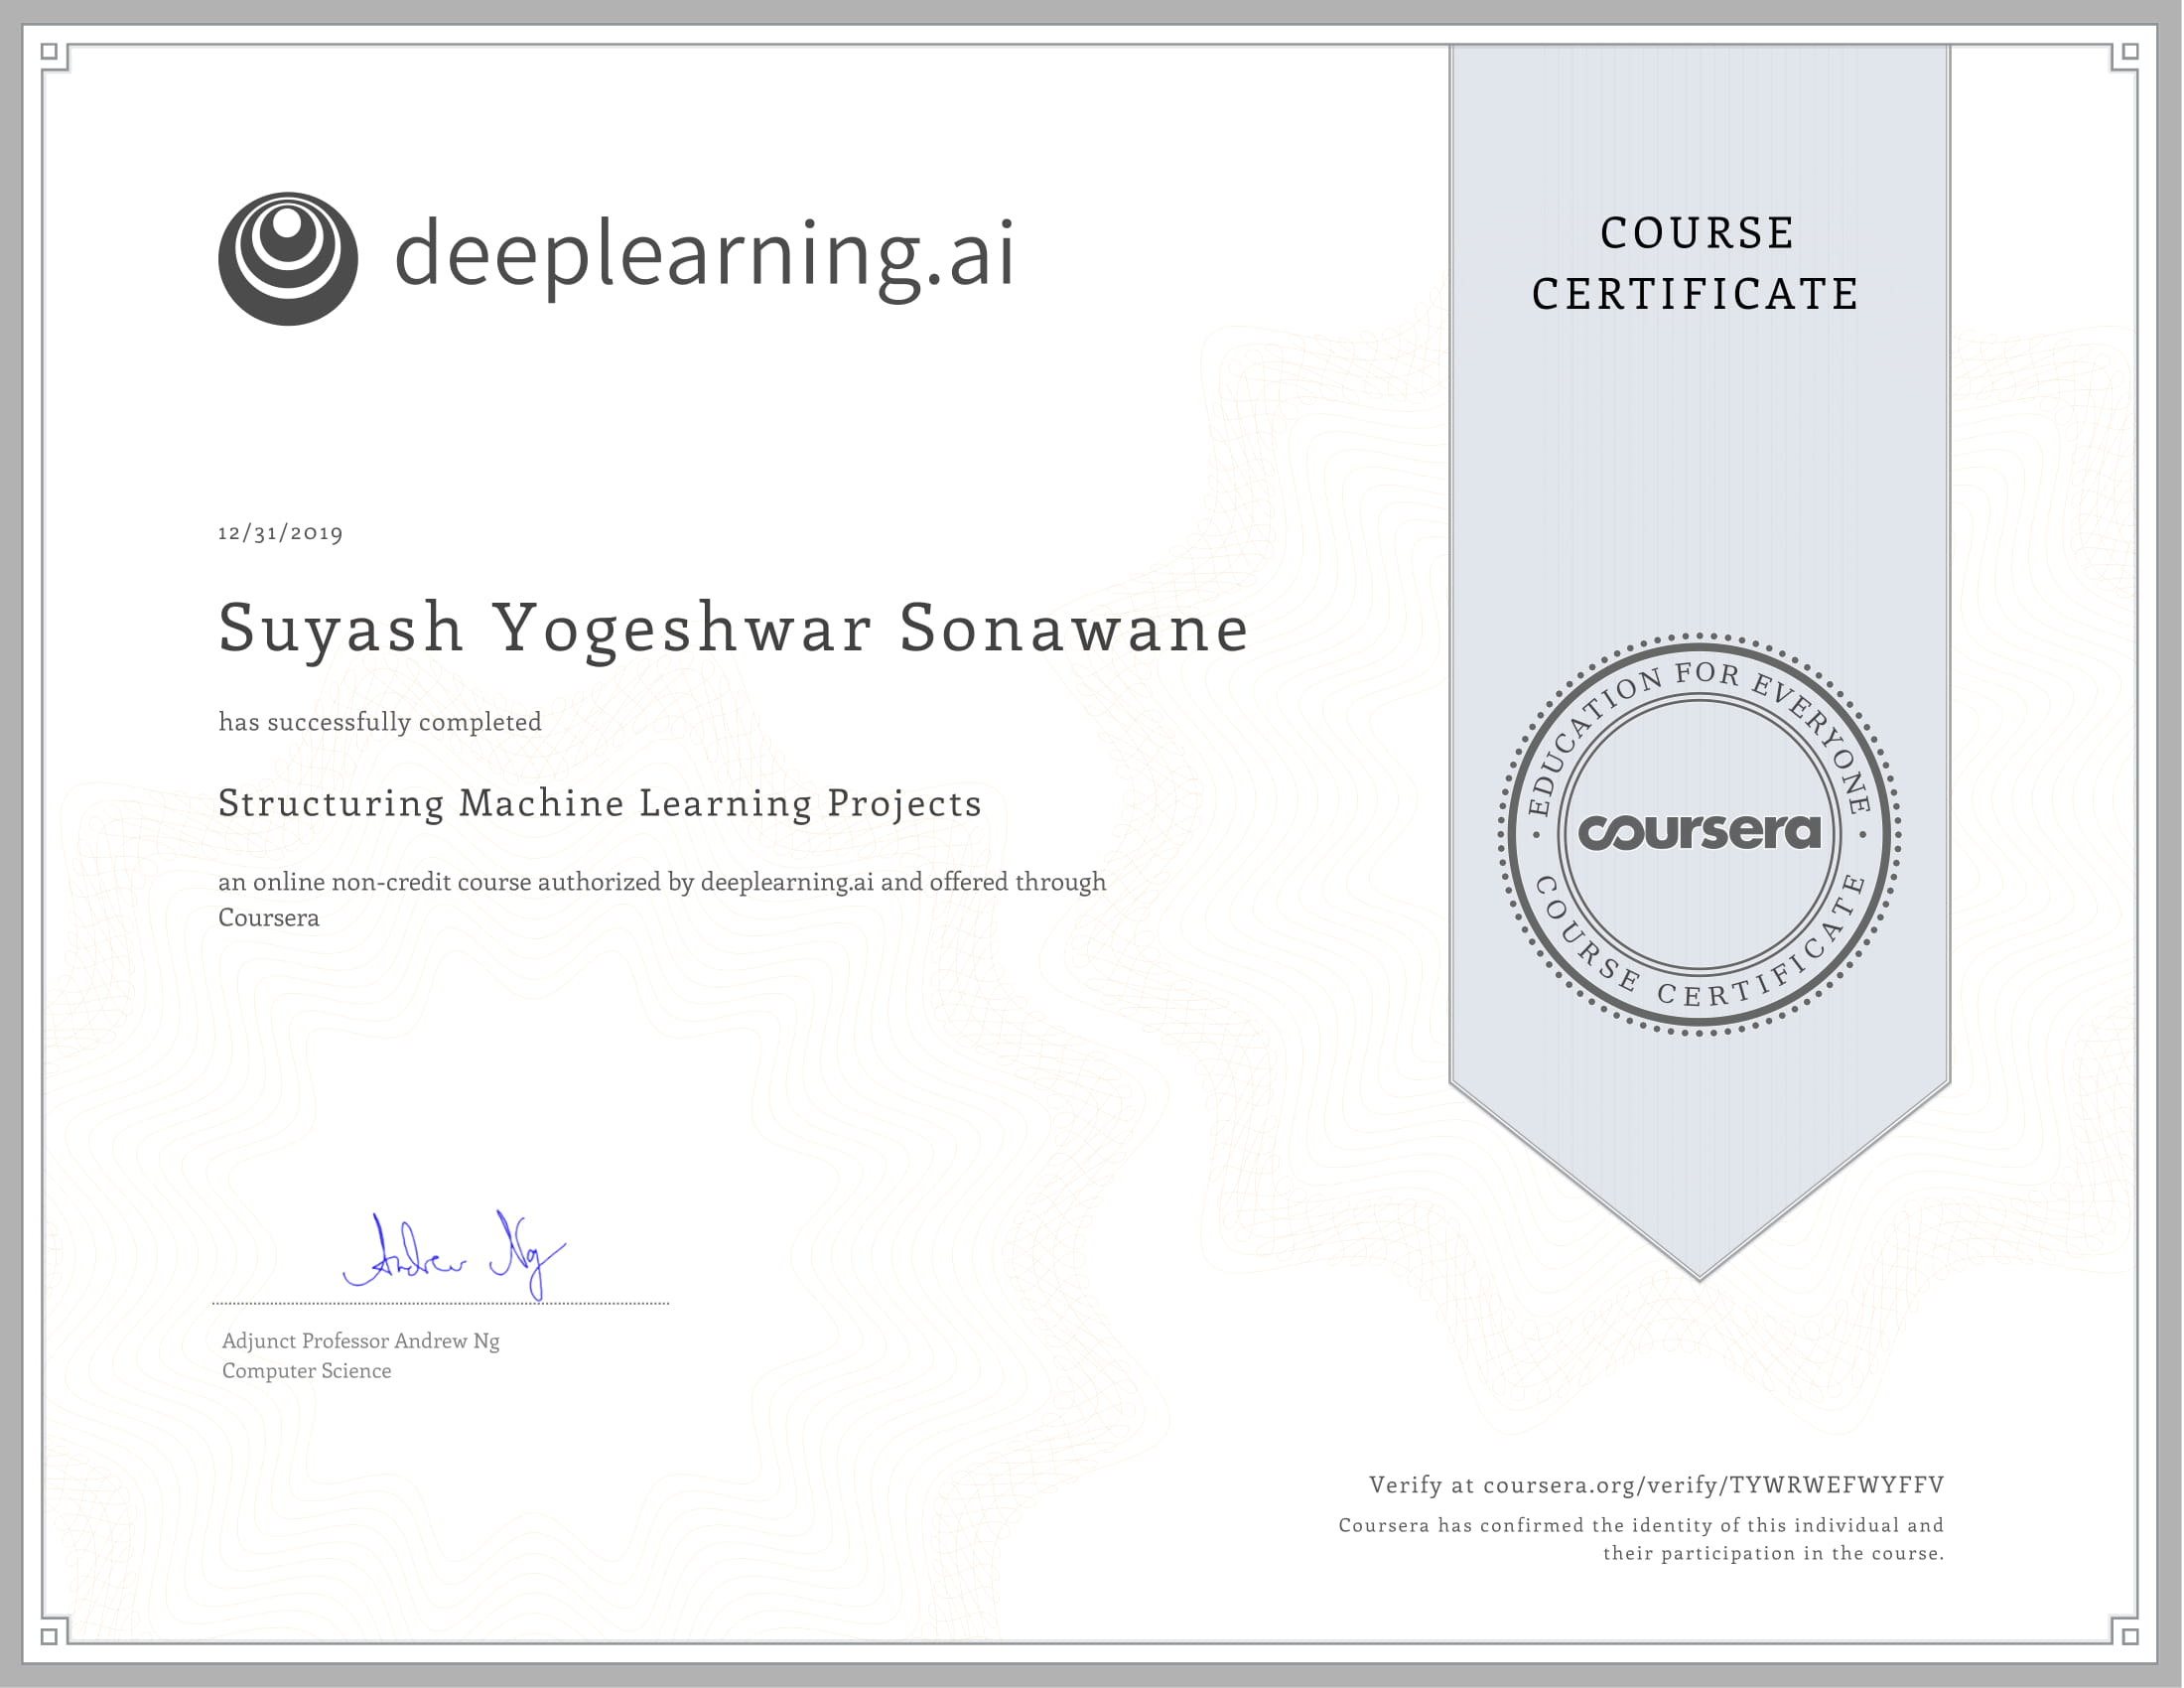 deeplearning.ai
COURSE
CERTIFICATE
12/31/2019
Suyash Yogeshwar Sonawane
has successfully completed
Structuring Machine Learning Projects
an online non-credit course authorized by deeplearning.ai and offered through
Coursera
EDUCATION FOR EVERYONE
coursera
COURSE CERTIFICATE
Andrew Ng
Adjunct Professor Andrew Ng
Computer Science
Verify at coursera.org/verify/TYWRWEFWYFFV
Coursera has confirmed the identity of this individual and
their participation in the course.